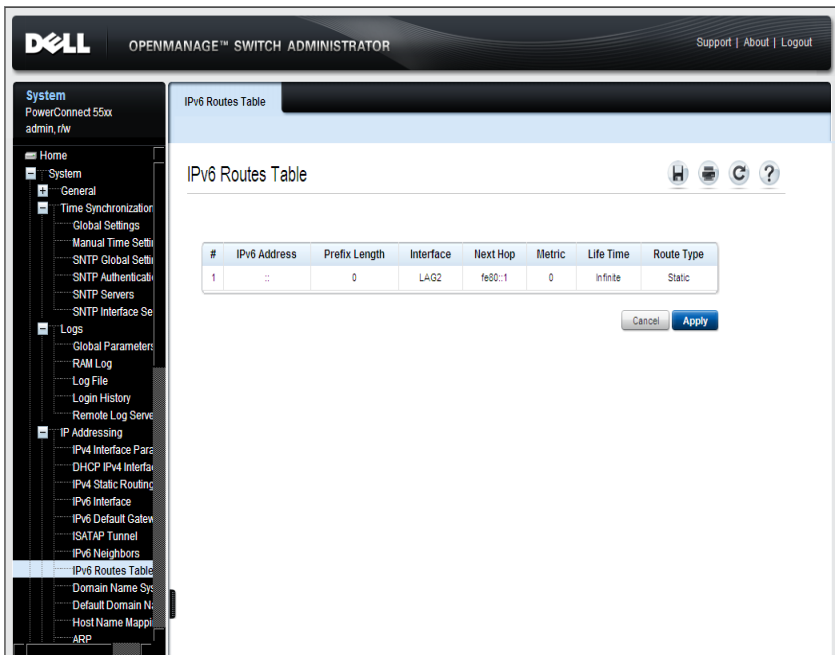 DELL OPENMANAGE™ SWITCH ADMINISTRATOR Support | About | Logout
System
PowerConnect 55xx
admin, r/w
Home
System
General
Time Synchronization
Global Settings
Manual Time Settin
SNTP Global Settin
SNTP Authenticatio
SNTP Servers
SNTP Interface Se
Logs
Global Parameters
RAM Log
Log File
Login History
Remote Log Serve
IP Addressing
IPv4 Interface Para
DHCP IPv4 Interfac
IPv4 Static Routing
IPv6 Interface
IPv6 Default Gatew
ISATAP Tunnel
IPv6 Neighbors
IPv6 Routes Table
Domain Name Sys
Default Domain Na
Host Name Mappi
ARP
IPv6 Routes Table
IPv6 Routes Table
# IPv6 Address Prefix Length Interface Next Hop Metric Life Time Route Type
1 :: 0 LAG2 fe80::1 0 Infinite Static
Cancel Apply